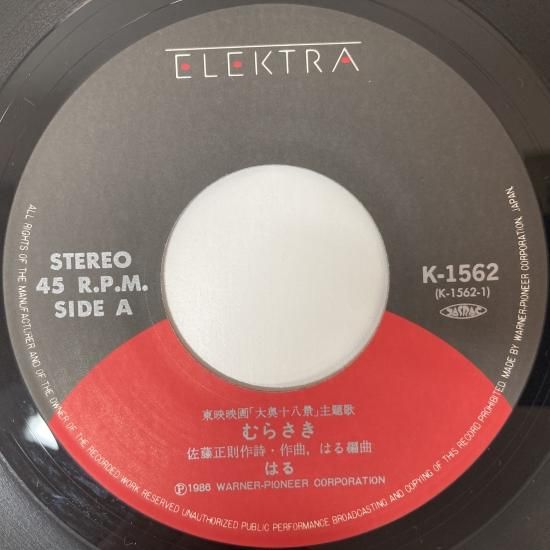 ELEKTRA
STEREO
45 R.P.M.
SIDE A
K-1562
(K-1562-1)
JASRAC
東映映画「大奥十八景」主題歌
むらさき
佐藤正則作詩・作曲, はる編曲
はる
Ⓟ1986 WARNER-PIONEER CORPORATION
ALL RIGHTS OF THE MANUFACTURER AND OF THE OWNER OF THE RECORDED WORK RESERVED UNAUTHORIZED PUBLIC PERFORMANCE BROADCASTING AND COPYING OF THIS RECORD PROHIBITED MADE BY WARNER-PIONEER CORPORATION, JAPAN.